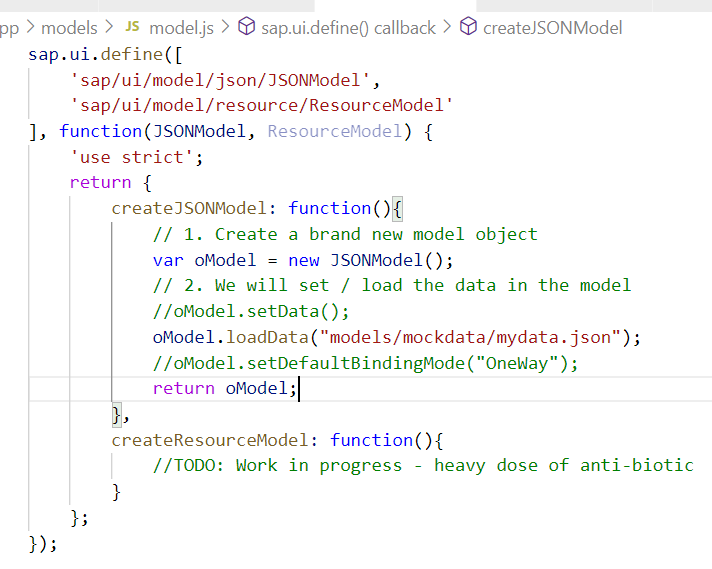 pp > models > JS model.js > sap.ui.define() callback > createJSONModel
sap.ui.define([
'sap/ui/model/json/JSONModel',
'sap/ui/model/resource/ResourceModel'
], function(JSONModel, ResourceModel) {
'use strict';
return {
createJSONModel: function(){
// 1. Create a brand new model object
var oModel = new JSONModel();
// 2. We will set / load the data in the model
//oModel.setData();
oModel.loadData("models/mockdata/mydata.json");
//oModel.setDefaultBindingMode("OneWay");
return oModel;
},
createResourceModel: function(){
//TODO: Work in progress - heavy dose of anti-biotic
}
};
});